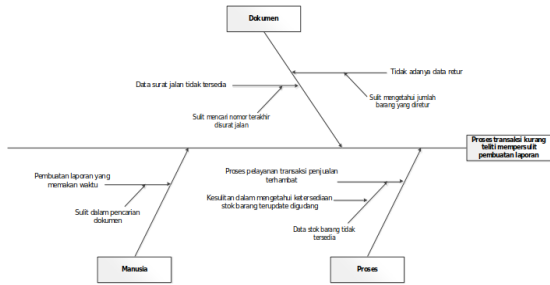 Dokumen
Tidak adanya data retur
Data surat jalan tidak tersedia
Sulit mengetahui jumlah
barang yang diretur
Sulit mencari nomor terakhir
disurat jalan
Proses transaksi kurang
teliti mempersulit
pembuatan laporan
Pembuatan laporan yang
memakan waktu
Proses pelayanan transaksi penjualan
terhambat
Kesulitan dalam mengetahui ketersediaan
stok barang terupdate digudang
Sulit dalam pencarian
dokumen
Data stok barang tidak
tersedia
Manusia
Proses